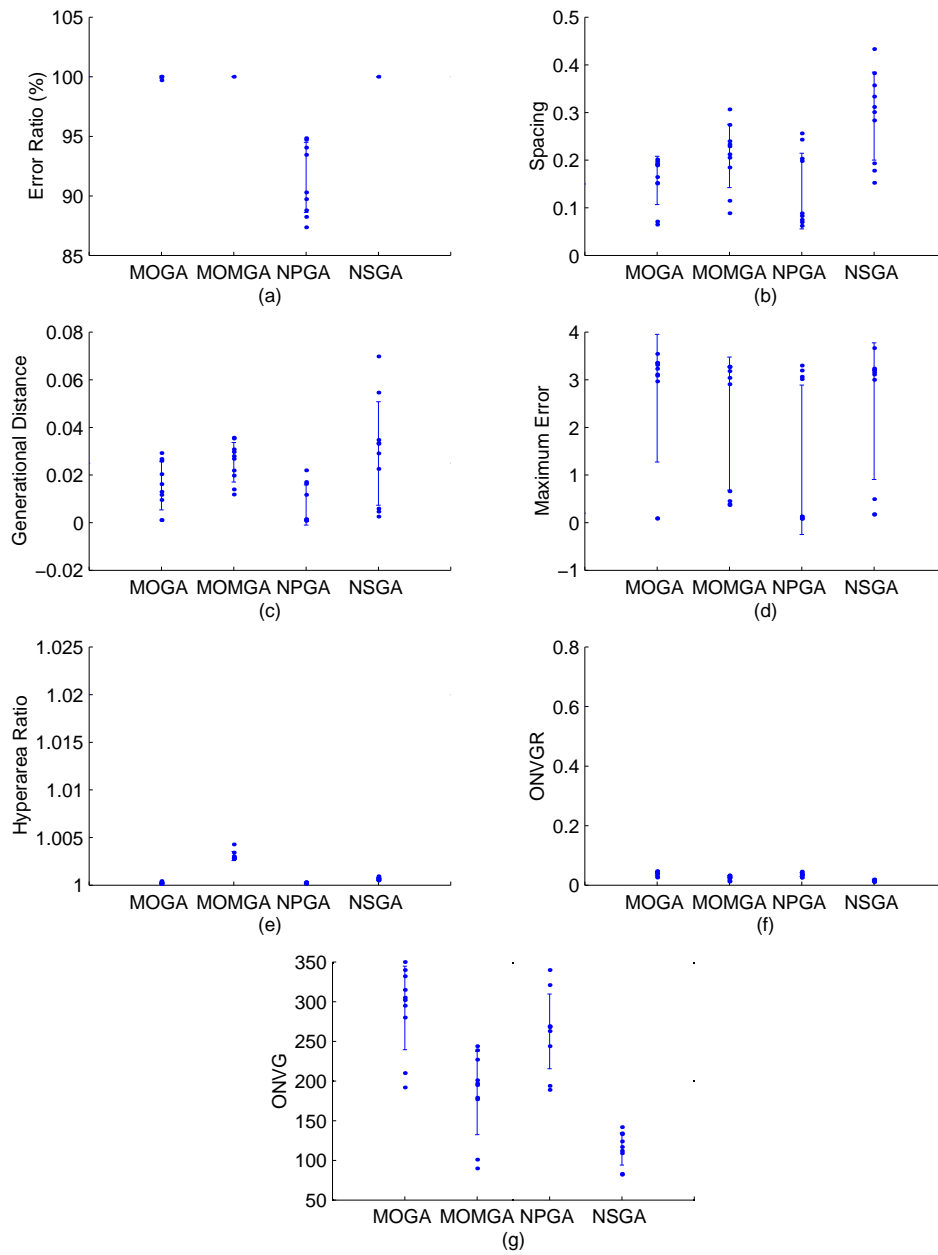 105
100
95
90
85
Error Ratio (%)
MOGA MOMGA NPGA NSGA
(a)
0.5
0.4
0.3
0.2
0.1
0
Spacing
MOGA MOMGA NPGA NSGA
(b)
0.08
0.06
0.04
0.02
0
−0.02
Generational Distance
MOGA MOMGA NPGA NSGA
(c)
4
3
2
1
0
−1
Maximum Error
MOGA MOMGA NPGA NSGA
(d)
1.025
1.02
1.015
1.01
1.005
1
Hyperarea Ratio
MOGA MOMGA NPGA NSGA
(e)
0.8
0.6
0.4
0.2
0
ONVGR
MOGA MOMGA NPGA NSGA
(f)
350
300
250
200
150
100
50
ONVG
MOGA MOMGA NPGA NSGA
(g)